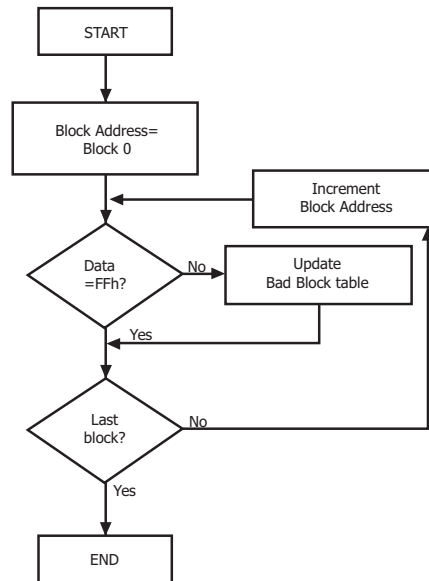 START
Block Address=
Block 0
Increment
Block Address
Data
=FFh?
No
Update
Bad Block table
Yes
Last
block?
No
Yes
END